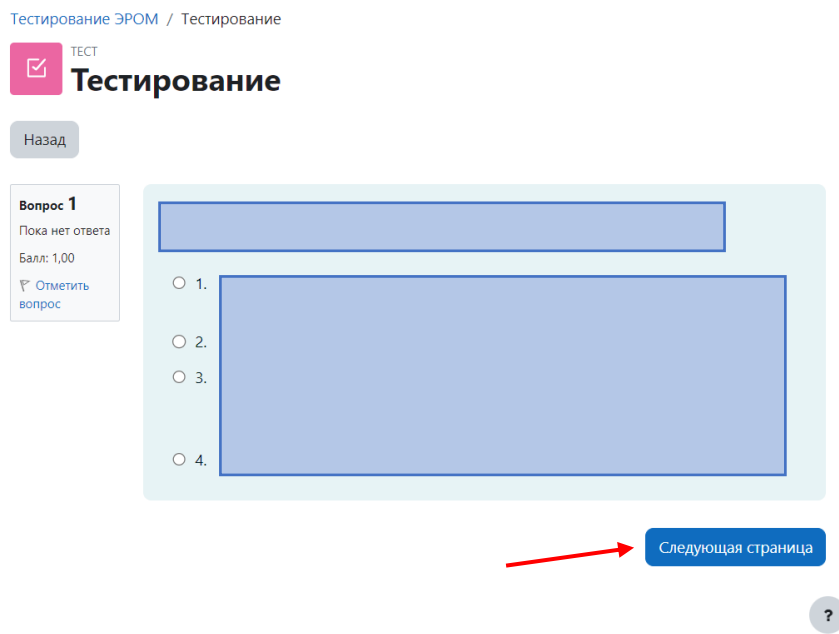 Тестирование ЭРОМ / Тестирование
ТЕСТ
Тестирование
Назад
Вопрос 1
Пока нет ответа
Балл: 1,00
Отметить
вопрос
1.
2.
3.
4.
Следующая страница
?